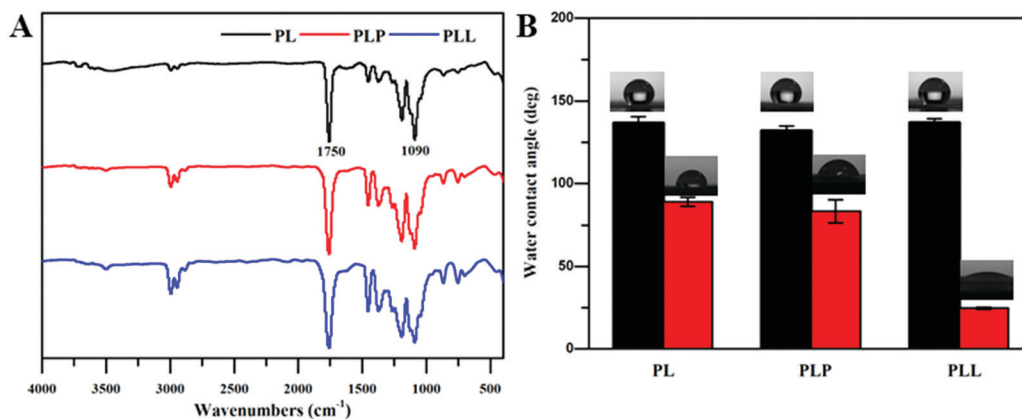 A
PL PLP PLL
1750 1090
4000 3500 3000 2500 2000 1500 1000 500
Wavenumbers (cm⁻¹)
B
Water contact angle (deg)
200
150
100
50
0
PL PLP PLL